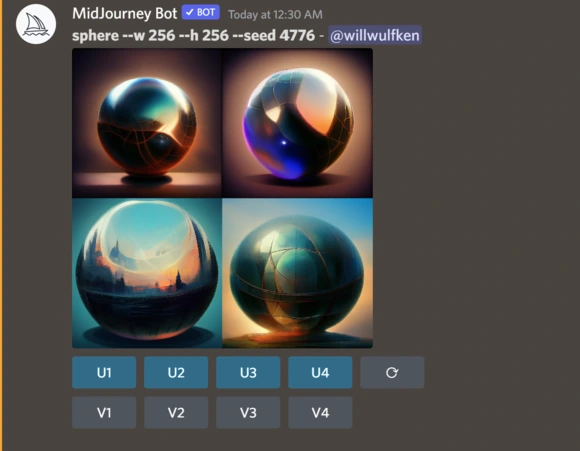 MidJourney Bot ✔ BOT Today at 12:30 AM
sphere --w 256 --h 256 --seed 4776 - @willwulfken
U1 U2 U3 U4
V1 V2 V3 V4